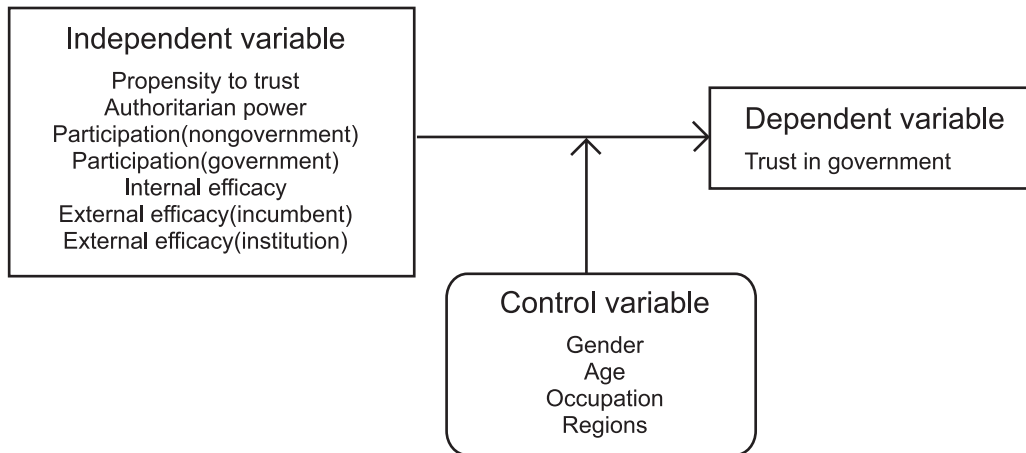 Independent variable
Propensity to trust
Authoritarian power
Participation(nongovernment)
Participation(government)
Internal efficacy
External efficacy(incumbent)
External efficacy(institution)
Dependent variable
Trust in government
Control variable
Gender
Age
Occupation
Regions